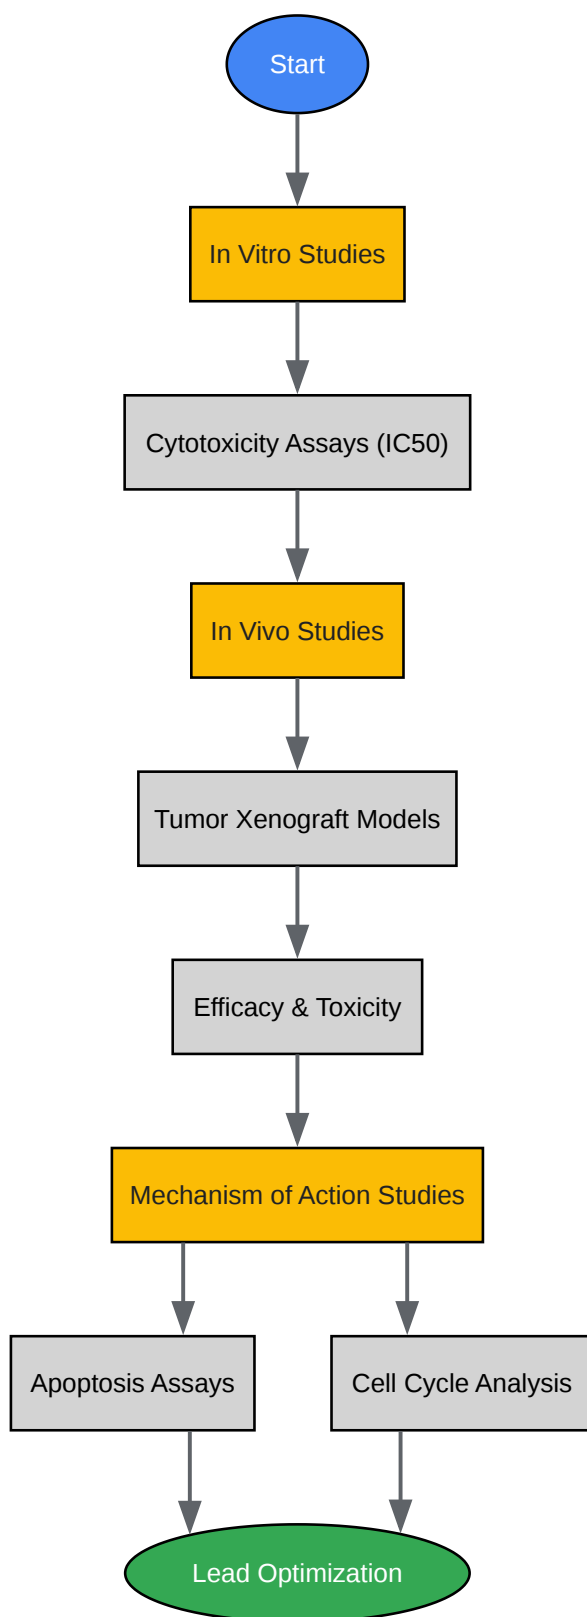 Start
In Vitro Studies
Cytotoxicity Assays (IC50)
In Vivo Studies
Tumor Xenograft Models
Efficacy & Toxicity
Mechanism of Action Studies
Apoptosis Assays
Cell Cycle Analysis
Lead Optimization